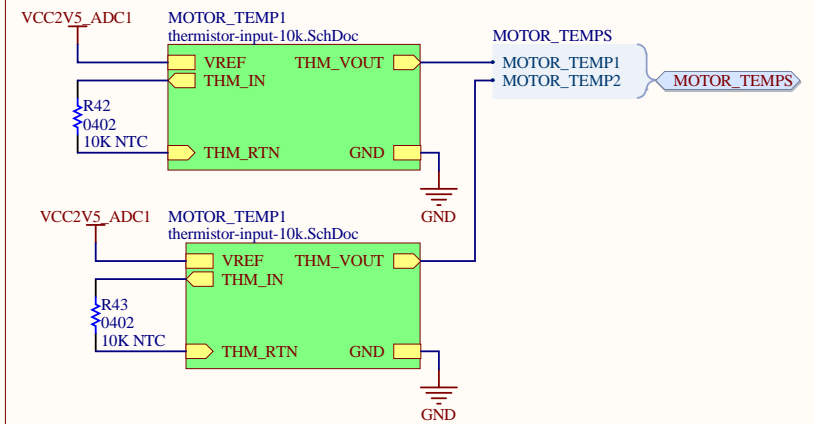 VCC2V5_ADC1
MOTOR_TEMP1
thermistor-input-10k.SchDoc
VREF
THM_VOUT
THM_IN
R42
0402
10K NTC
THM_RTN
GND
GND
MOTOR_TEMPS
MOTOR_TEMP1
MOTOR_TEMP2
MOTOR_TEMPS
VCC2V5_ADC1
MOTOR_TEMP1
thermistor-input-10k.SchDoc
VREF
THM_VOUT
THM_IN
R43
0402
10K NTC
THM_RTN
GND
GND